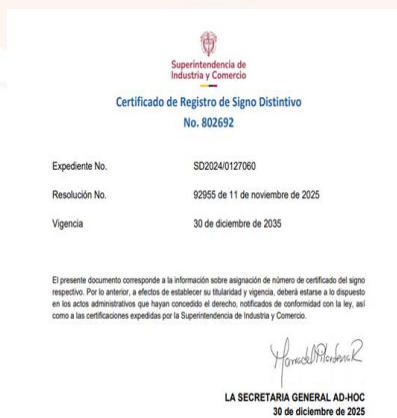 Superintendencia de
Industria y Comercio
Certificado de Registro de Signo Distintivo
No. 802692
Expediente No. SD2024/0127060
Resolución No. 92955 de 11 de noviembre de 2025
Vigencia 30 de diciembre de 2035
El presente documento corresponde a la información sobre asignación de número de certificado del signo
respectivo. Por lo anterior, a efectos de establecer su titularidad y vigencia, deberá estarse a lo dispuesto
en los actos administrativos que hayan concedido el derecho, notificados de conformidad con la ley, así
como a las certificaciones expedidas por la Superintendencia de Industria y Comercio.
LA SECRETARIA GENERAL AD-HOC
30 de diciembre de 2025